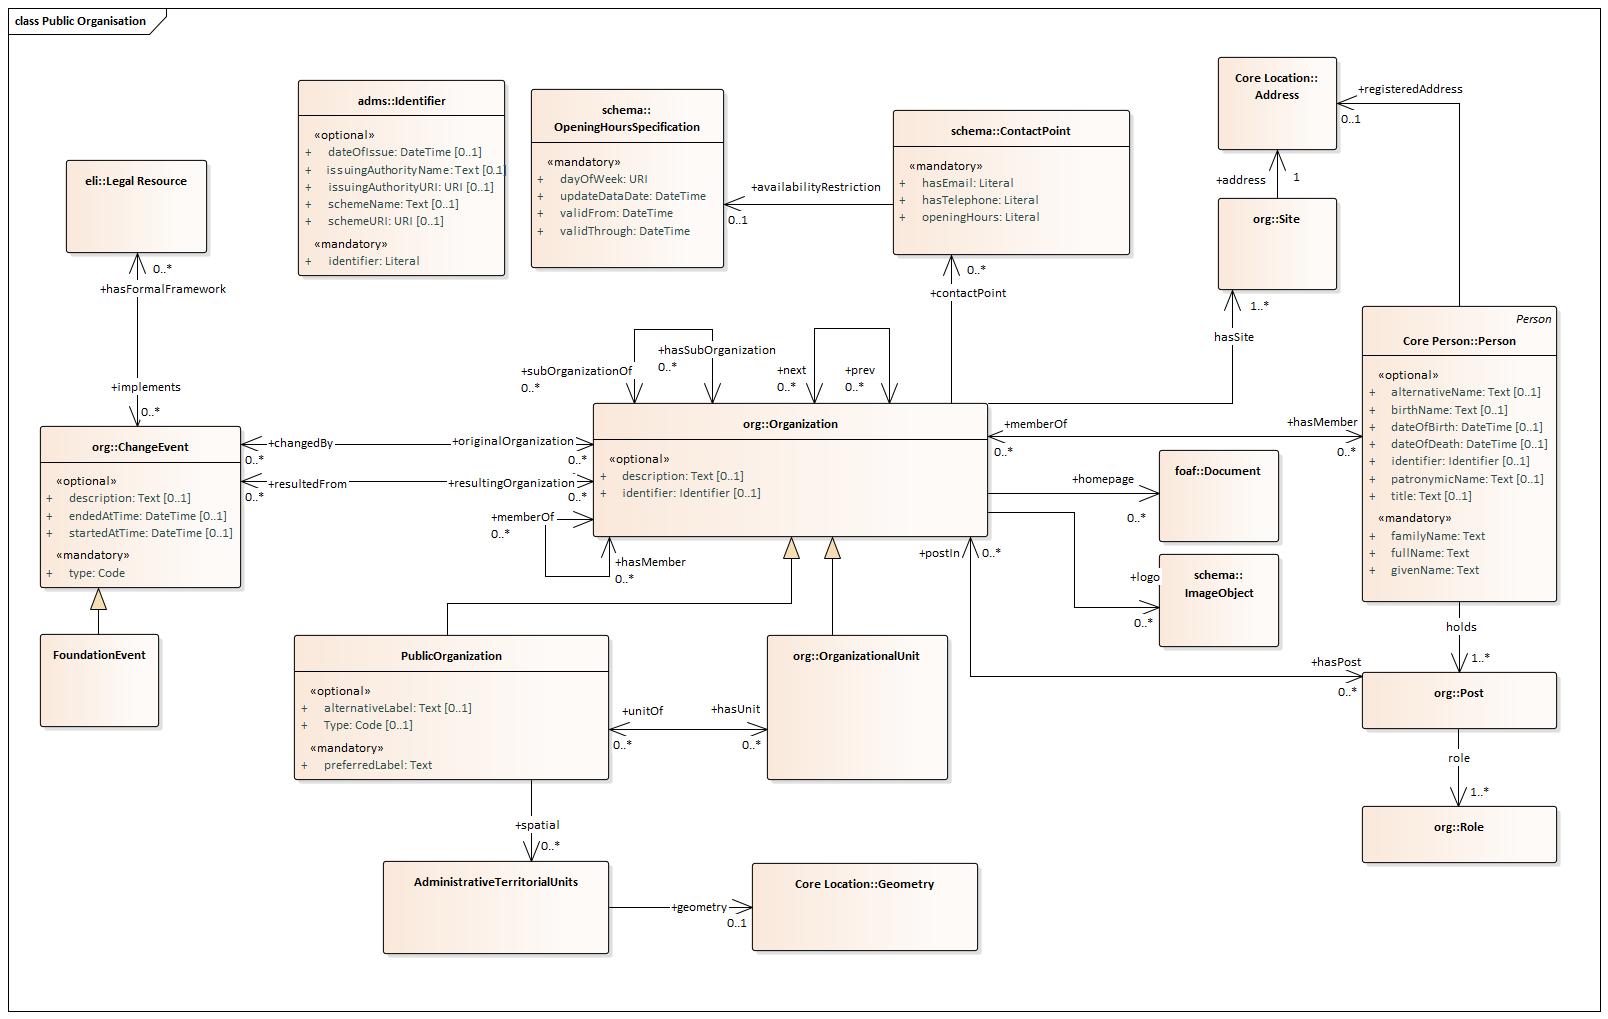 class Public Organisation
adms::Identifier
«optional»
+ dateOfIssue: DateTime [0..1]
+ issuingAuthorityName: Text [0..1]
+ issuingAuthorityURI: URI [0..1]
+ schemeName: Text [0..1]
+ schemeURI: URI [0..1]
«mandatory»
+ identifier: Literal
schema::
OpeningHoursSpecification
«mandatory»
+ dayOfWeek: URI
+ updateDataDate: DateTime
+ validFrom: DateTime
+ validThrough: DateTime
+availabilityRestriction
0..1
schema::ContactPoint
«mandatory»
+ hasEmail: Literal
+ hasTelephone: Literal
+ openingHours: Literal
0..*
+contactPoint
Core Location::
Address
+registeredAddress
0..1
+address
1
org::Site
1..*
hasSite
eli::Legal Resource
0..*
+hasFormalFramework
+implements
0..*
Person
Core Person::Person
«optional»
+ alternativeName: Text [0..1]
+ birthName: Text [0..1]
+ dateOfBirth: DateTime [0..1]
+ dateOfDeath: DateTime [0..1]
+ identifier: Identifier [0..1]
+ patronymicName: Text [0..1]
+ title: Text [0..1]
«mandatory»
+ familyName: Text
+ fullName: Text
+ givenName: Text
+subOrganizationOf
0..*
+hasSubOrganization
0..*
+next
0..*
+prev
0..*
org::Organization
«optional»
+ description: Text [0..1]
+ identifier: Identifier [0..1]
+memberOf
0..*
+hasMember
0..*
org::ChangeEvent
«optional»
+ description: Text [0..1]
+ endedAtTime: DateTime [0..1]
+ startedAtTime: DateTime [0..1]
«mandatory»
+ type: Code
+changedBy
0..*
+originalOrganization
0..*
+resultedFrom
0..*
+resultingOrganization
0..*
+memberOf
0..*
+hasMember
0..*
+homepage
0..*
foaf::Document
+logo
0..*
schema::
ImageObject
+postIn
0..*
+hasPost
0..*
holds
1..*
org::Post
role
1..*
org::Role
FoundationEvent
PublicOrganization
«optional»
+ alternativeLabel: Text [0..1]
+ Type: Code [0..1]
«mandatory»
+ preferredLabel: Text
+unitOf
0..*
+hasUnit
0..*
org::OrganizationalUnit
+spatial
0..*
AdministrativeTerritorialUnits
+geometry
0..1
Core Location::Geometry